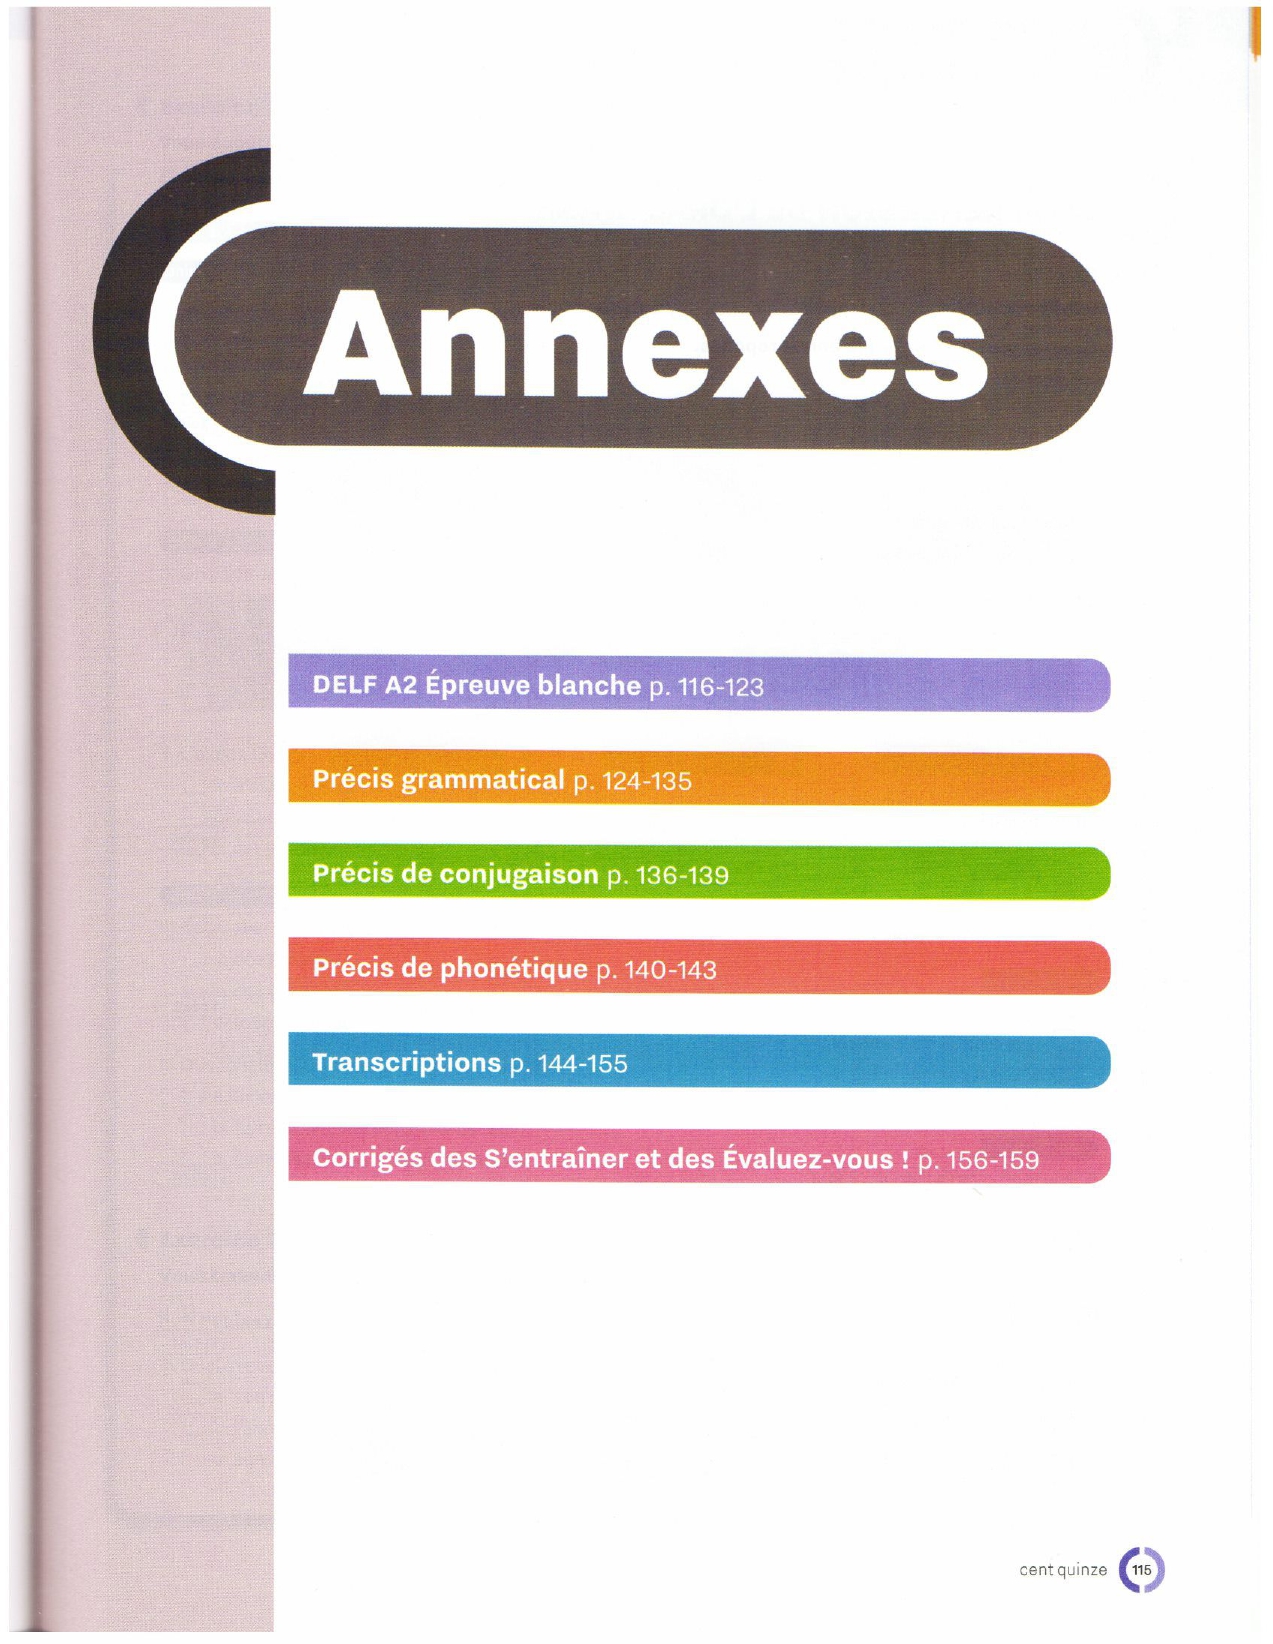 Annexes
DELF A2 Épreuve blanche p. 116-123
Précis grammatical p. 124-135
Précis de conjugaison p. 136-139
Précis de phonétique p. 140-143
Transcriptions p. 144-155
Corrigés des S'entraîner et des Évaluez-vous ! p. 156-159
cent quinze 115